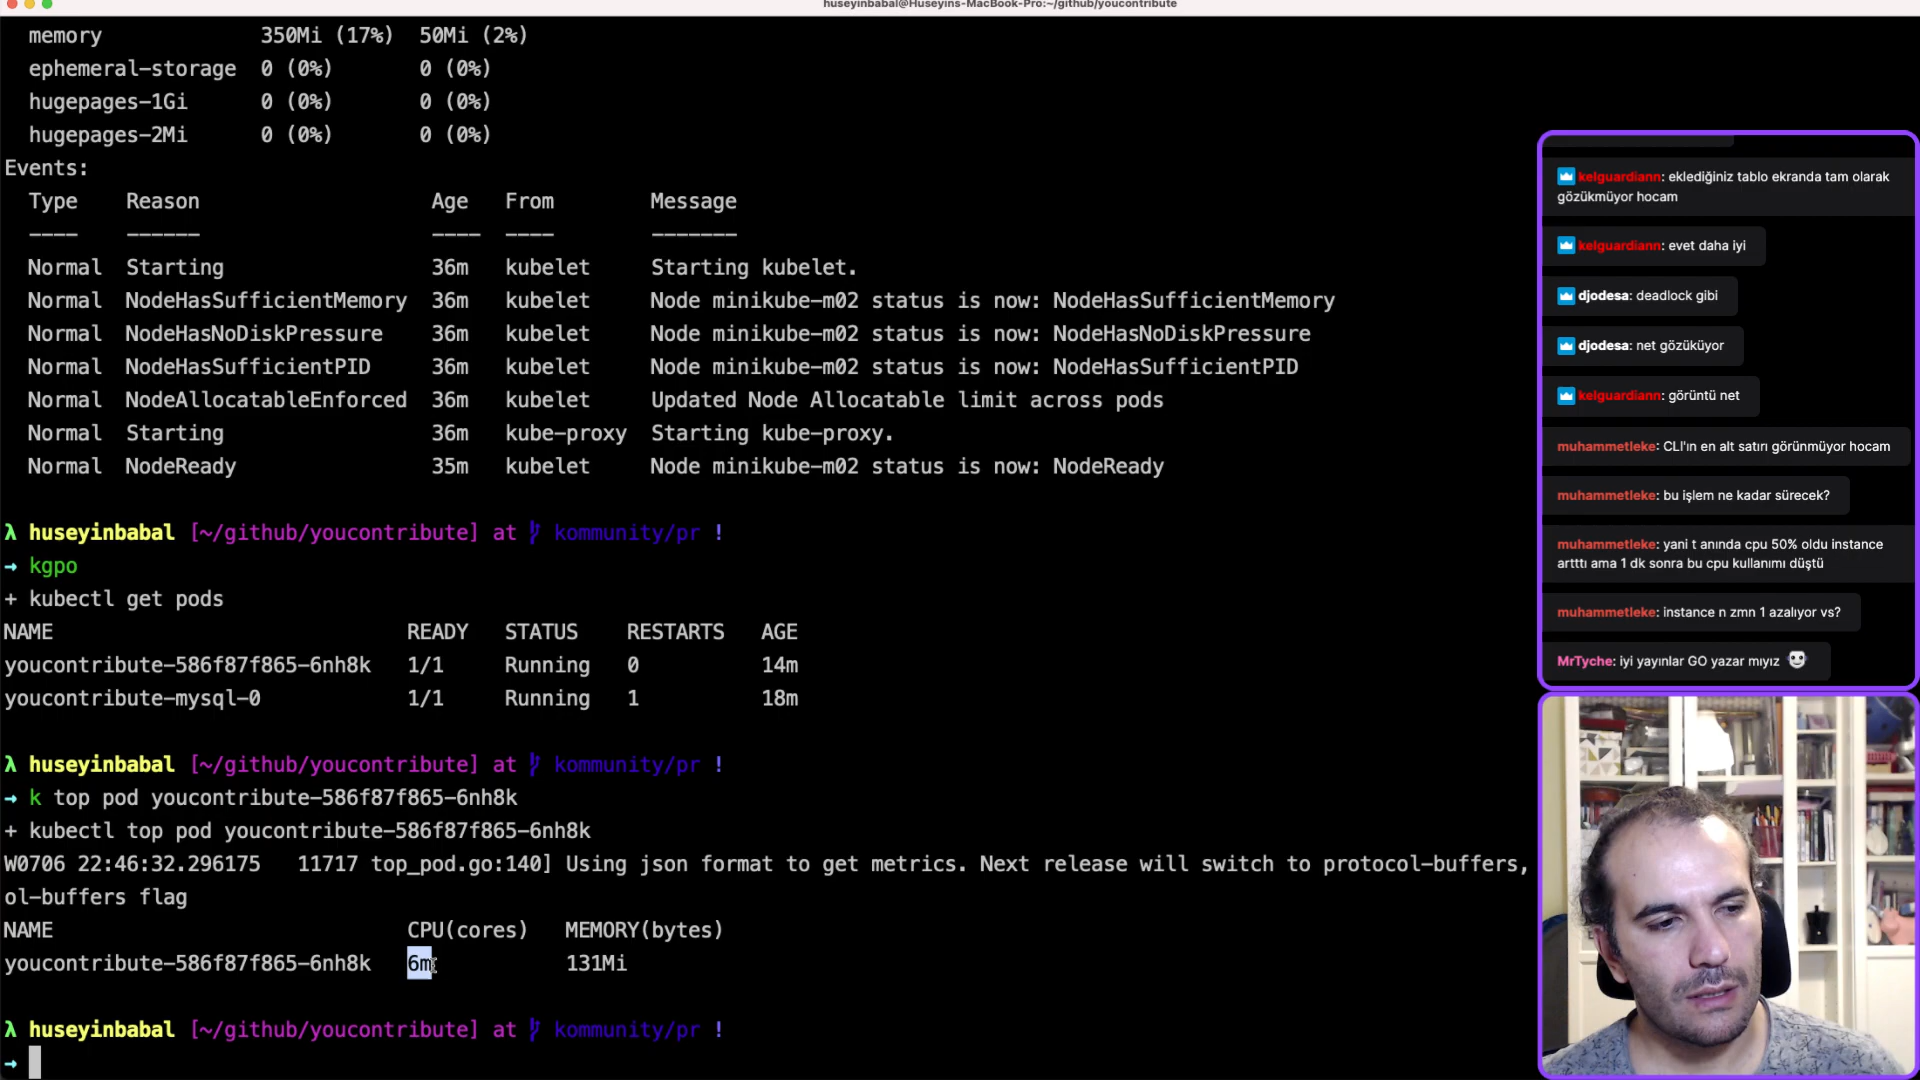 huseyinbabal@Huseyins-MacBook-Pro:~/github/youcontribute
memory 350Mi (17%) 50Mi (2%)
ephemeral-storage 0 (0%) 0 (0%)
hugepages-1Gi 0 (0%) 0 (0%)
hugepages-2Mi 0 (0%) 0 (0%)
Events:
Type Reason Age From Message
---- ------ ---- ---- -------
Normal Starting 36m kubelet Starting kubelet.
Normal NodeHasSufficientMemory 36m kubelet Node minikube-m02 status is now: NodeHasSufficientMemory
Normal NodeHasNoDiskPressure 36m kubelet Node minikube-m02 status is now: NodeHasNoDiskPressure
Normal NodeHasSufficientPID 36m kubelet Node minikube-m02 status is now: NodeHasSufficientPID
Normal NodeAllocatableEnforced 36m kubelet Updated Node Allocatable limit across pods
Normal Starting 36m kube-proxy Starting kube-proxy.
Normal NodeReady 35m kubelet Node minikube-m02 status is now: NodeReady
λ huseyinbabal [~/github/youcontribute] at kommunity/pr !
→ kgpo
+ kubectl get pods
NAME READY STATUS RESTARTS AGE
youcontribute-586f87f865-6nh8k 1/1 Running 0 14m
youcontribute-mysql-0 1/1 Running 1 18m
λ huseyinbabal [~/github/youcontribute] at kommunity/pr !
→ k top pod youcontribute-586f87f865-6nh8k
+ kubectl top pod youcontribute-586f87f865-6nh8k
W0706 22:46:32.296175 11717 top_pod.go:140] Using json format to get metrics. Next release will switch to protocol-buffers,
ol-buffers flag
NAME CPU(cores) MEMORY(bytes)
youcontribute-586f87f865-6nh8k 6m 131Mi
λ huseyinbabal [~/github/youcontribute] at kommunity/pr !
→
kelguardiann: eklediğiniz tablo ekranda tam olarak
gözükmüyor hocam
kelguardiann: evet daha iyi
djodesa: deadlock gibi
djodesa: net gözüküyor
kelguardiann: görüntü net
muhammetleke: CLI'ın en alt satırı görünmüyor hocam
muhammetleke: bu işlem ne kadar sürecek?
muhammetleke: yani t anında cpu 50% oldu instance
artttı ama 1 dk sonra bu cpu kullanımı düştü
muhammetleke: instance n zmn 1 azalıyor vs?
MrTyche: iyi yayınlar GO yazar mıyız